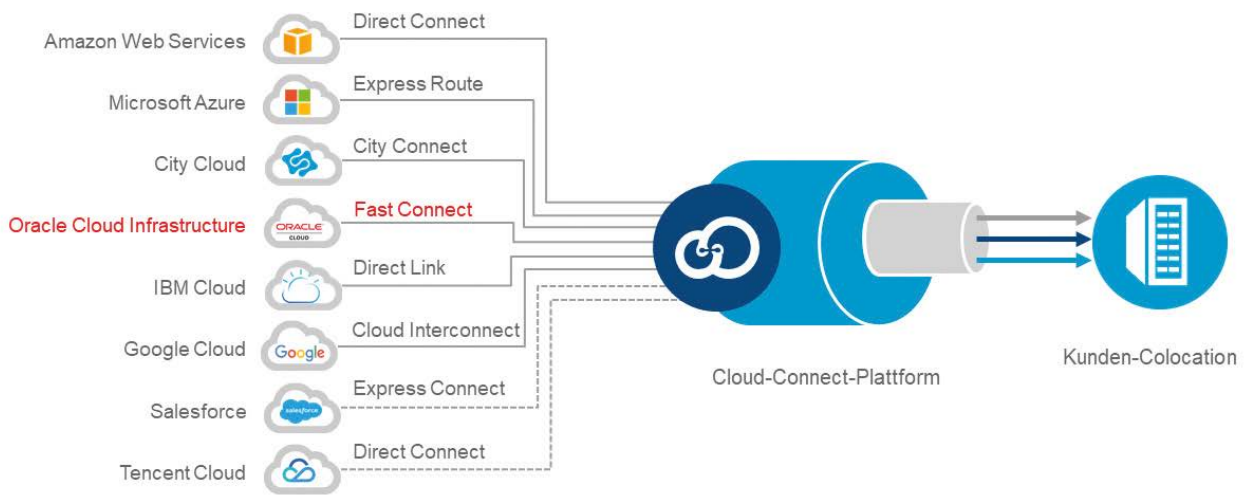 Direct Connect
Amazon Web Services
Express Route
Microsoft Azure
City Connect
City Cloud
Fast Connect
Oracle Cloud Infrastructure
ORACLE
CLOUD
Direct Link
IBM Cloud
Cloud Interconnect
Google Cloud
Google
Express Connect
Salesforce
salesforce
Direct Connect
Tencent Cloud
Cloud-Connect-Plattform
Kunden-Colocation